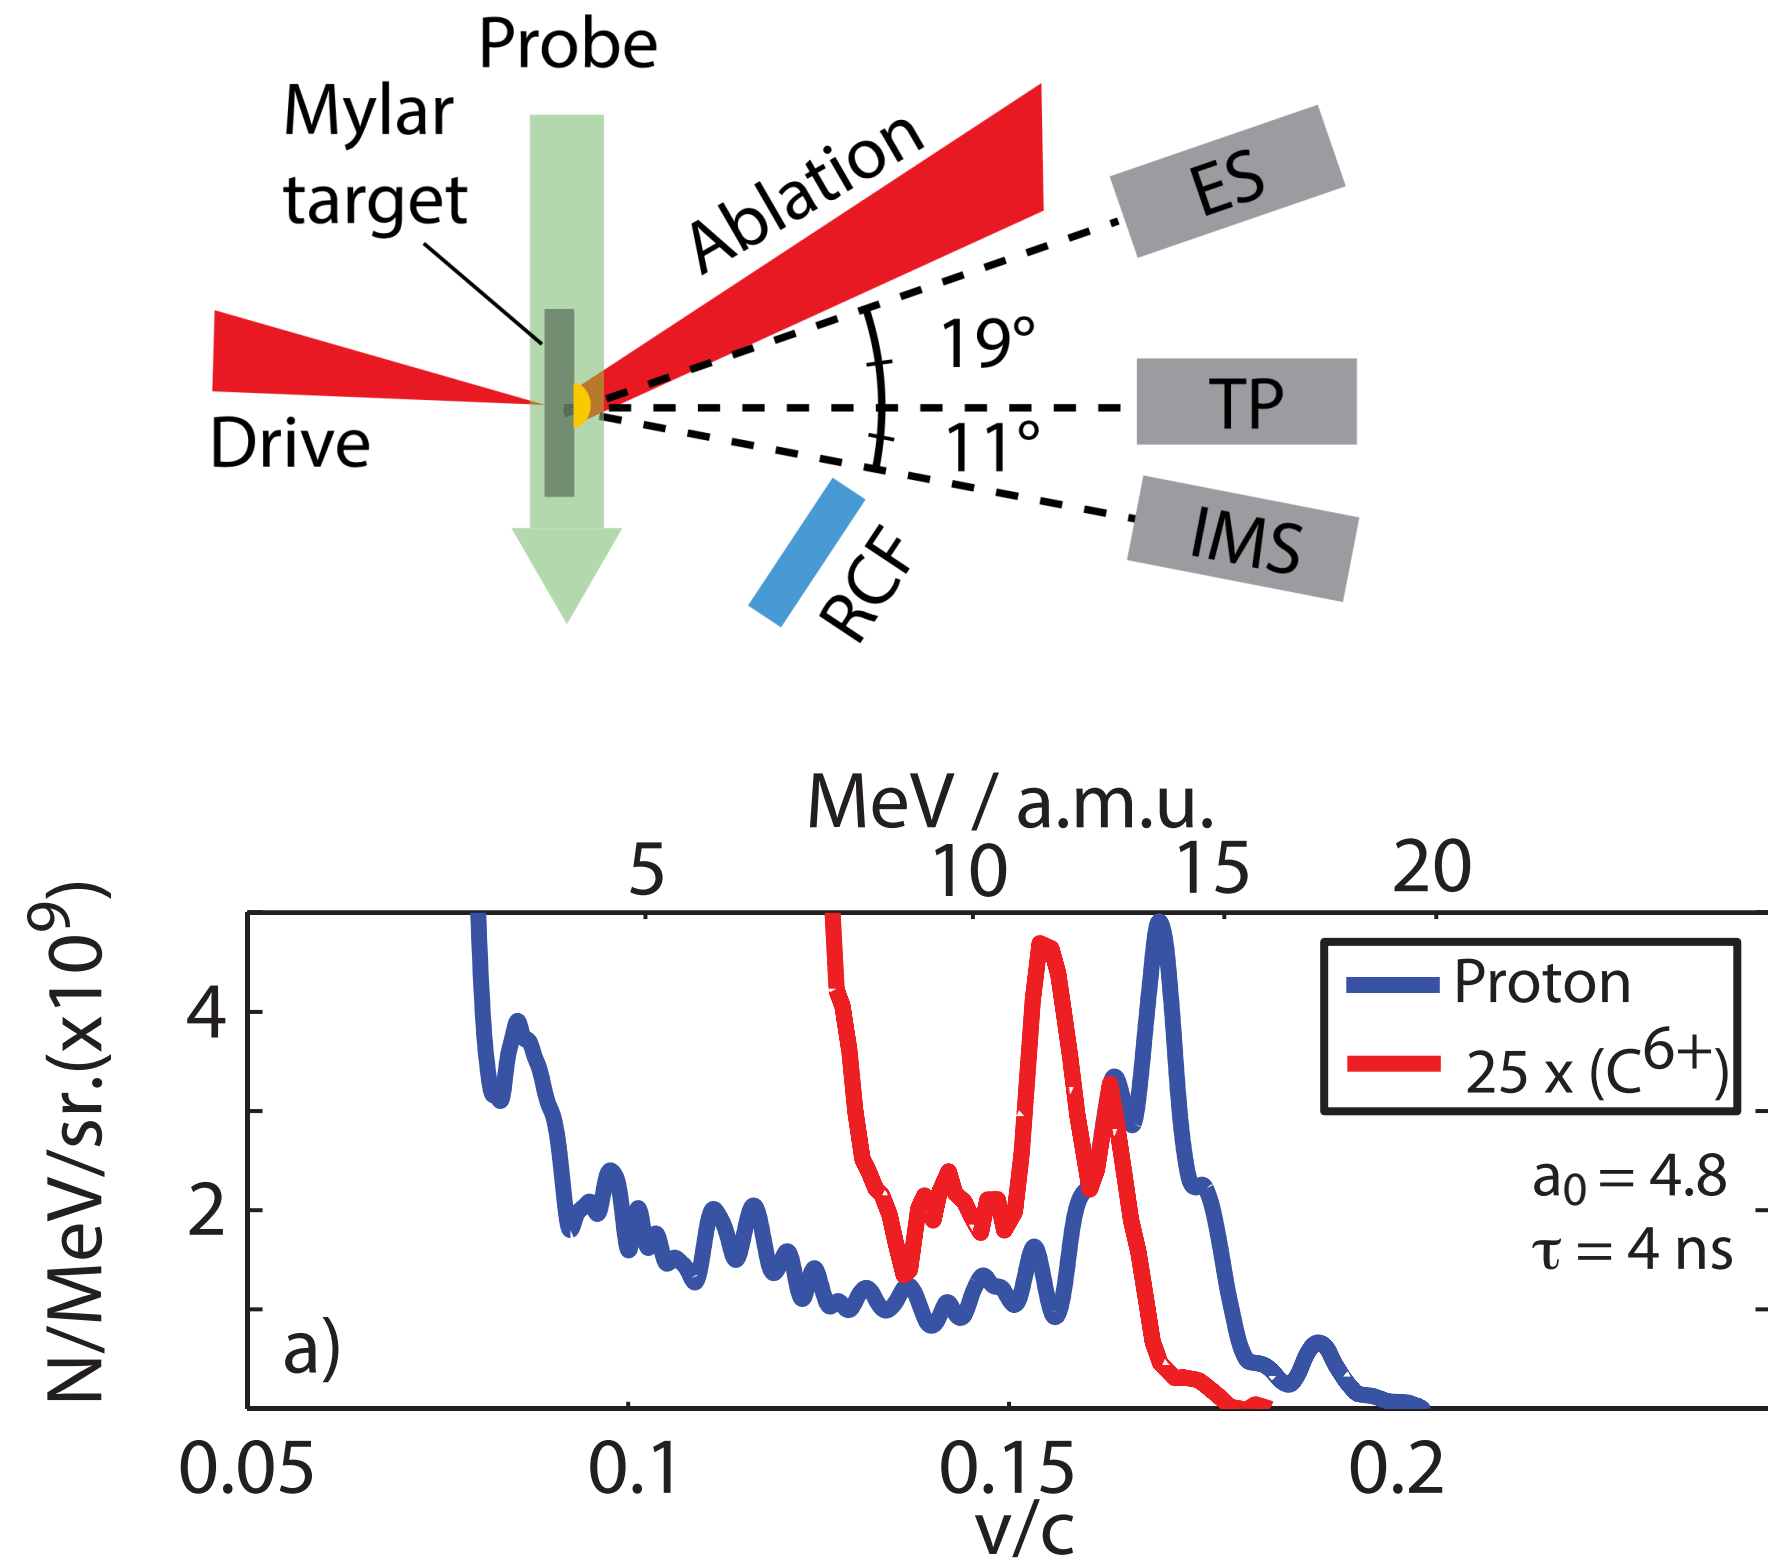 Probe
Mylar
target
Ablation
ES
19°
TP
11°
Drive
IMS
RCF
MeV / a.m.u.
5 10 15 20
N/MeV/sr.(x10⁹)
4
2
Proton
25 x (C⁶⁺)
a₀ = 4.8
τ = 4 ns
a)
0.05 0.1 0.15 0.2
v/c